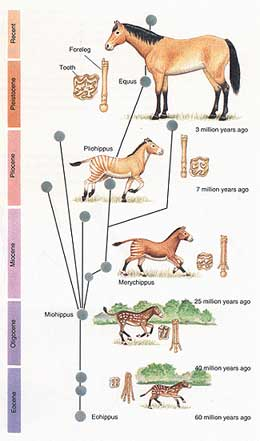 Recent
Foreleg
Tooth
Equus
Pleistocene
3 million years ago
Pliohippus
Pliocene
7 million years ago
Miocene
Merychippus
25 million years ago
Miohippus
Oligocene
40 million years ago
Eocene
Eohippus
60 million years ago